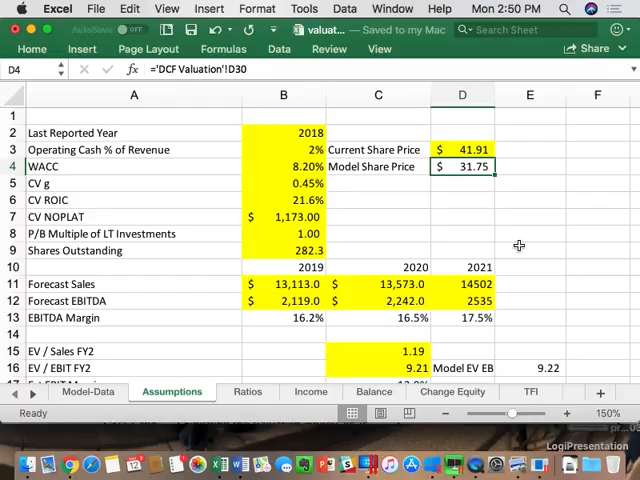 Excel File Edit View Insert Format Tools Data Window Help Mon 2:50 PM
AutoSave OFF valuat... — Saved to my Mac Search Sheet
Home Insert Page Layout Formulas Data Review View Share
D4 fx ='DCF Valuation'!D30
A B C D E F
1
2 Last Reported Year 2018
3 Operating Cash % of Revenue 2% Current Share Price $ 41.91
4 WACC 8.20% Model Share Price $ 31.75
5 CV g 0.45%
6 CV ROIC 21.6%
7 CV NOPLAT $ 1,173.00
8 P/B Multiple of LT Investments 1.00
9 Shares Outstanding 282.3
10 2019 2020 2021
11 Forecast Sales $ 13,113.0 $ 13,573.0 14502
12 Forecast EBITDA $ 2,119.0 $ 2,242.0 2535
13 EBITDA Margin 16.2% 16.5% 17.5%
14
15 EV / Sales FY2 1.19
16 EV / EBIT FY2 9.21 Model EV EB 9.22
Model-Data Assumptions Ratios Income Balance Change Equity TFI
Ready 150%
LogiPresentation